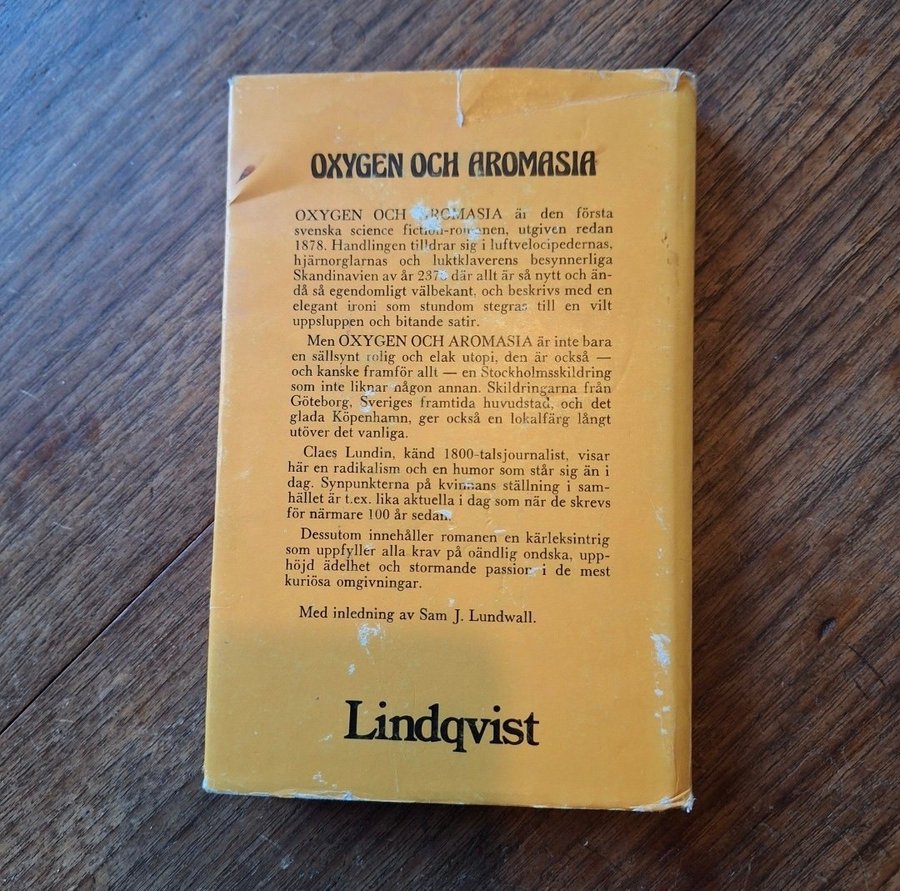 OXYGEN OCH AROMASIA
OXYGEN OCH AROMASIA är den första
svenska science fiction-romanen, utgiven redan
1878. Handlingen tilldrar sig i luftvelocipedernas,
hjärnorglarnas och luktklaverens besynnerliga
Skandinavien av år 2378 där allt är så nytt och än-
då så egendomligt välbekant, och beskrivs med en
elegant ironi som stundom stegras till en vilt
uppsluppen och bitande satir.
Men OXYGEN OCH AROMASIA är inte bara
en sällsynt rolig och elak utopi, den är också —
och kanske framför allt — en Stockholmsskildring
som inte liknar någon annan. Skildringarna från
Göteborg, Sveriges framtida huvudstad, och det
glada Köpenhamn, ger också en lokalfärg långt
utöver det vanliga.
Claes Lundin, känd 1800-talsjournalist, visar
här en radikalism och en humor som står sig än i
dag. Synpunkterna på kvinnans ställning i sam-
hället är t.ex. lika aktuella i dag som när de skrevs
för närmare 100 år sedan.
Dessutom innehåller romanen en kärleksintrig
som uppfyller alla krav på oändlig ondska, upp-
höjd ädelhet och stormande passion i de mest
kuriösa omgivningar.
Med inledning av Sam J. Lundwall.
Lindqvist